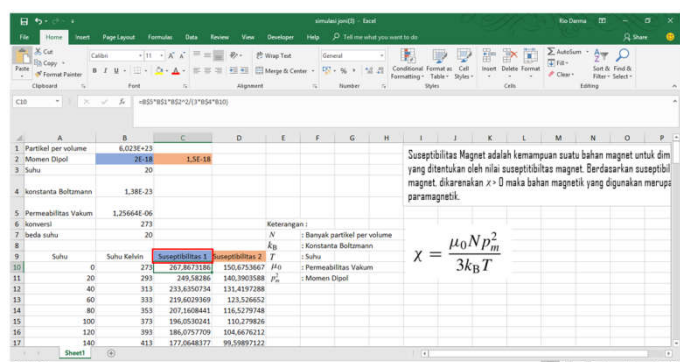 simulasi joni(3) - Excel
Rio Darma
File Home Insert Page Layout Formulas Data Review View Developer Help Tell me what you want to do Share
Cut
Copy
Format Painter
Paste
Clipboard
Calibri 11
Font
Wrap Text
Merge & Center
Alignment
General
Number
Conditional Formatting
Format as Table
Cell Styles
Styles
Insert Delete Format
Cells
AutoSum
Fill
Clear
Sort & Filter
Find & Select
Editing
C10 fx =B$5*B$1*B$2^2/(3*B$4*B10)
A B C D E F G H I J K L M N O P
1 Partikel per volume 6,023E+23
2 Momen Dipol 2E-18 1,5E-18
3 Suhu 20
4 konstanta Boltzmann 1,38E-23
5 Permeabilitas Vakum 1,25664E-06
6 konversi 273 Keterangan :
7 beda suhu 20 N : Banyak partikel per volume
8 kB : Konstanta Boltzmann
9 Suhu Suhu Kelvin Suseptibilitas 1 Suseptibilitas 2 T : Suhu
10 0 273 267,8673186 150,6753667 μ0 : Permeabilitas Vakum
11 20 293 249,58286 140,3903588 p²m : Momen Dipol
12 40 313 233,6350734 131,4197288
13 60 333 219,6029369 123,526652
14 80 353 207,1608441 116,5279748
15 100 373 196,0530241 110,279826
16 120 393 186,0757709 104,6676212
17 140 413 177,0648377 99,59897122
Suseptibilitas Magnet adalah kemampuan suatu bahan magnet untuk dim
yang ditentukan oleh nilai suseptitibiltas magnet. Berdasarkan suseptib
magnet, dikarenakan x > 0 maka bahan magnetik yang digunakan merupa
paramagnetik.
χ = μ0Np²m / 3kBT
Sheet1